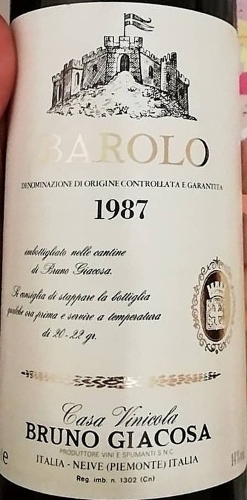 BAROLO
DENOMINAZIONE DI ORIGINE CONTROLLATA E GARANTITA
1987
imbottigliato nelle cantine
di Bruno Giacosa.
Si consiglia di stappare la bottiglia
qualche ora prima e servire a temperatura
di 20-22 gr.
Casa Vinicola
BRUNO GIACOSA
PRODUTTORE VINI E SPUMANTI S.N.C.
ITALIA - NEIVE (PIEMONTE) ITALIA
Reg. imb. n. 1302 (Cn)
e